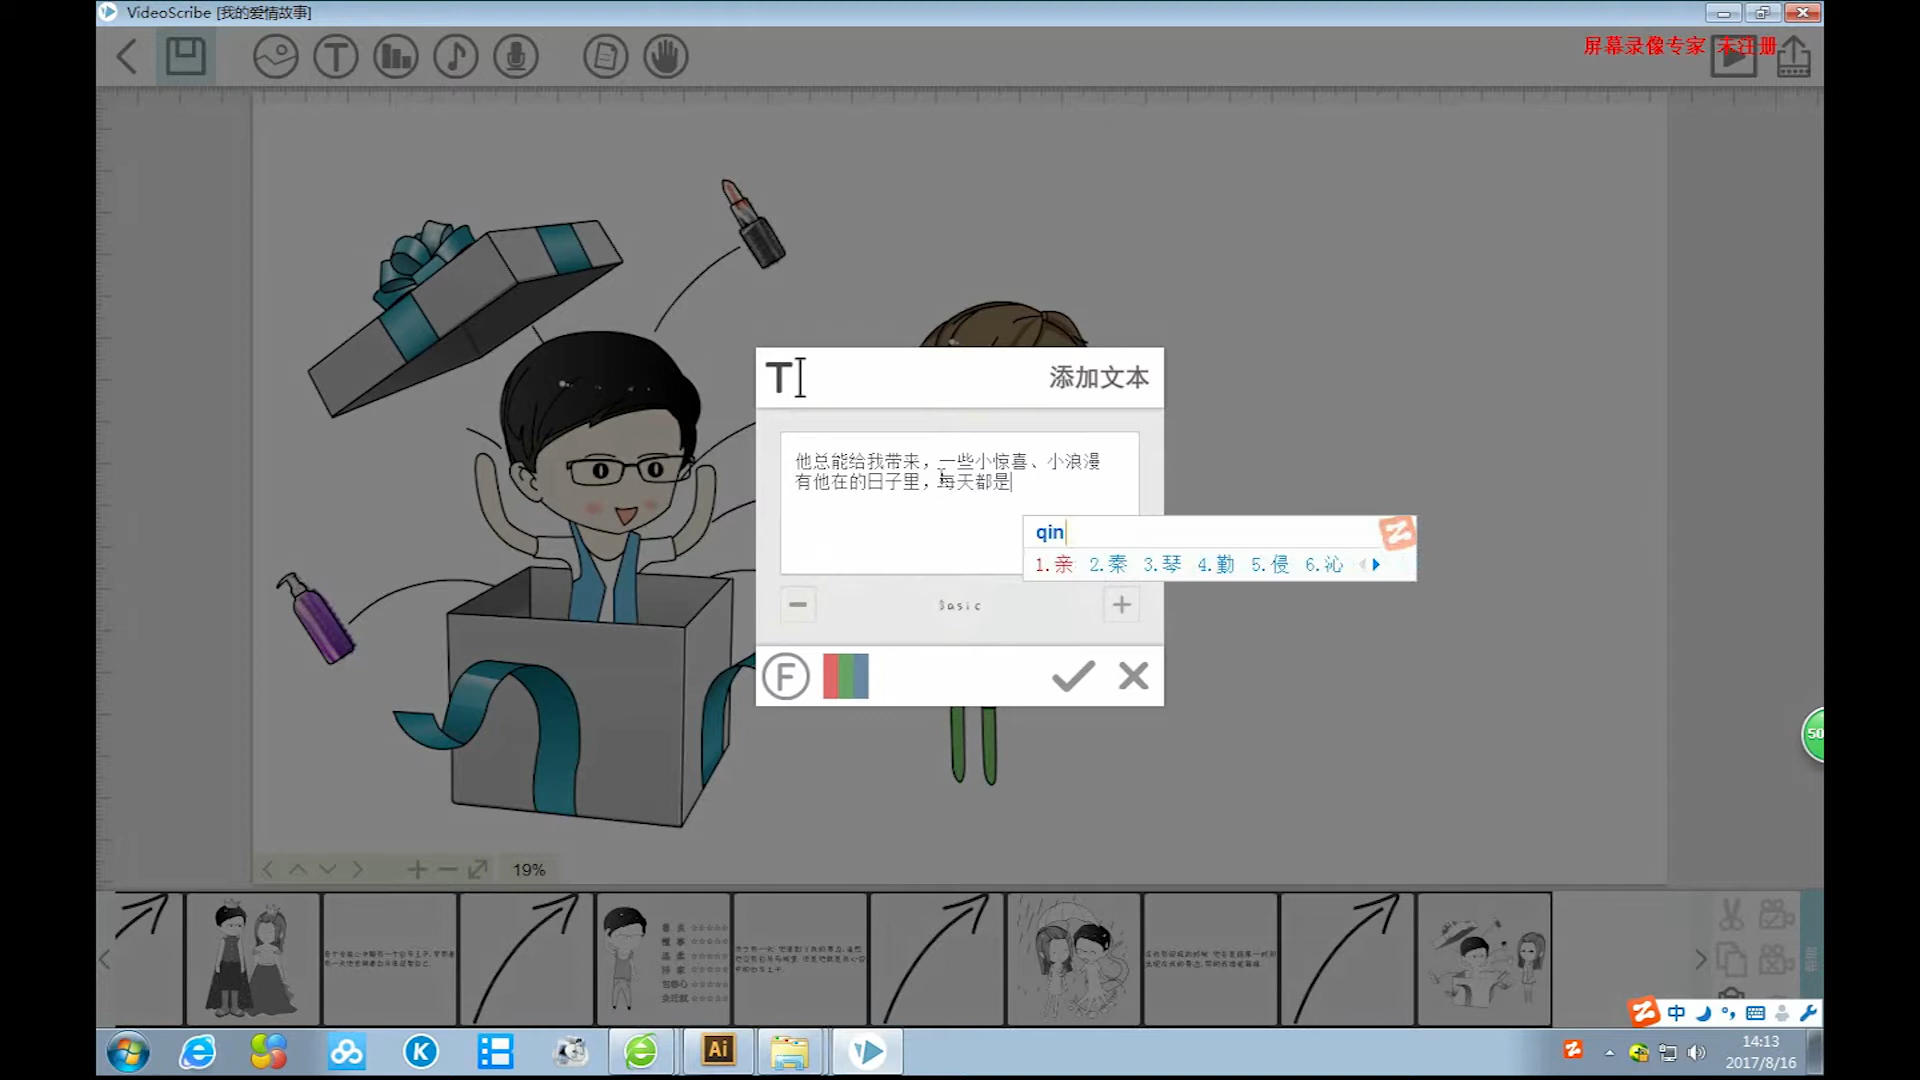 VideoScribe [我的爱情故事]
屏幕录像专家 未注册
添加文本
他总能给我带来，一些小惊喜、小浪漫
有他在的日子里，每天都是
qin
1.亲 2.秦 3.琴 4.勤 5.侵 6.沁
Basic
F
50
19%
中
Ai
K
14:13
2017/8/16